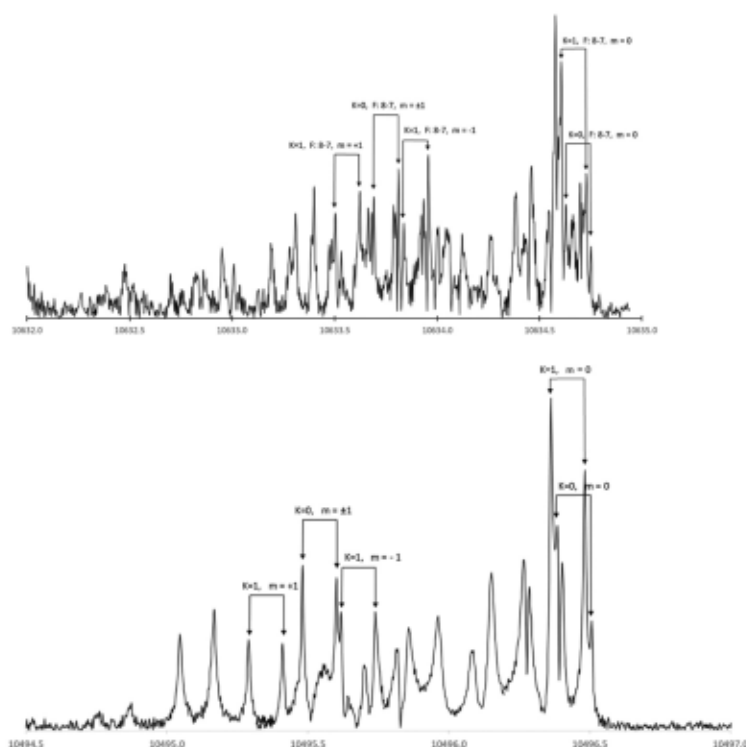 K=1, F: 8-7, m = 0
K=0, F: 8-7, m = ±1
K=1, F: 8-7, m = +1
K=1, F: 8-7, m = -1
K=0, F: 8-7, m = 0
10632.0 10632.5 10633.0 10633.5 10634.0 10634.5 10635.0
K=1, m = 0
K=0, m = 0
K=0, m = ±1
K=1, m = - 1
K=1, m = +1
10494.5 10495.0 10495.5 10496.0 10496.5 10497.0